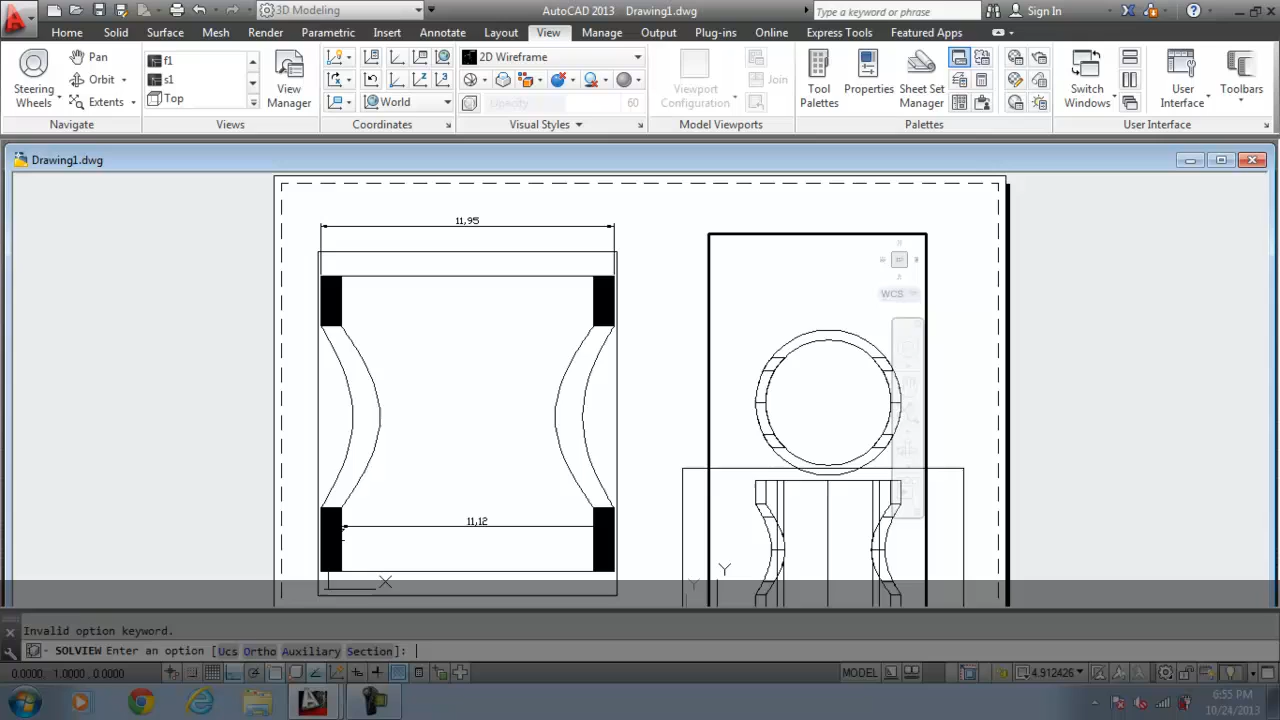 3D Modeling
AutoCAD 2013 Drawing1.dwg
Type a keyword or phrase
Sign In
Home Solid Surface Mesh Render Parametric Insert Annotate Layout View Manage Output Plug-ins Online Express Tools Featured Apps
Steering Wheels
Pan
Orbit
Extents
Navigate
f1
s1
Top
View Manager
Views
World
Coordinates
2D Wireframe
Opacity 60
Visual Styles
Viewport Configuration
Join
Model Viewports
Tool Palettes
Properties
Sheet Set Manager
Palettes
Switch Windows
User Interface
Toolbars
User Interface
Drawing1.dwg
11,95
WCS
11,12
X
Y
Y
Invalid option keyword.
SOLVIEW Enter an option [Ucs Ortho Auxiliary Section]:
0.0000, 1.0000, 0.0000
MODEL
4.912426
6:55 PM
10/24/2013